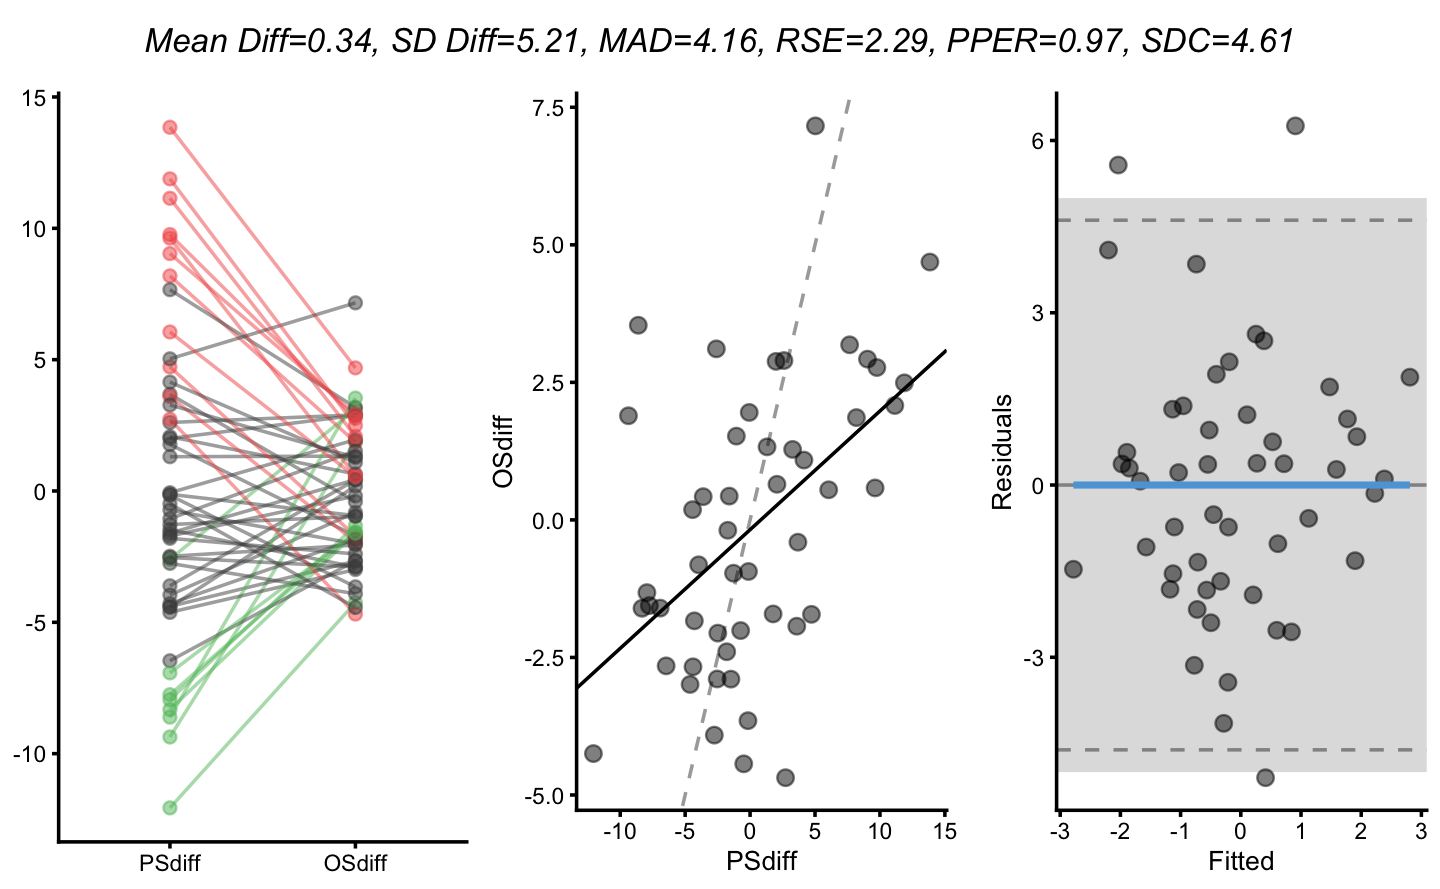 Mean Diff=0.34, SD Diff=5.21, MAD=4.16, RSE=2.29, PPER=0.97, SDC=4.61
15
10
5
0
-5
-10
PSdiff OSdiff
OSdiff
7.5
5.0
2.5
0.0
-2.5
-5.0
-10 -5 0 5 10 15
PSdiff
Residuals
6
3
0
-3
-3 -2 -1 0 1 2 3
Fitted